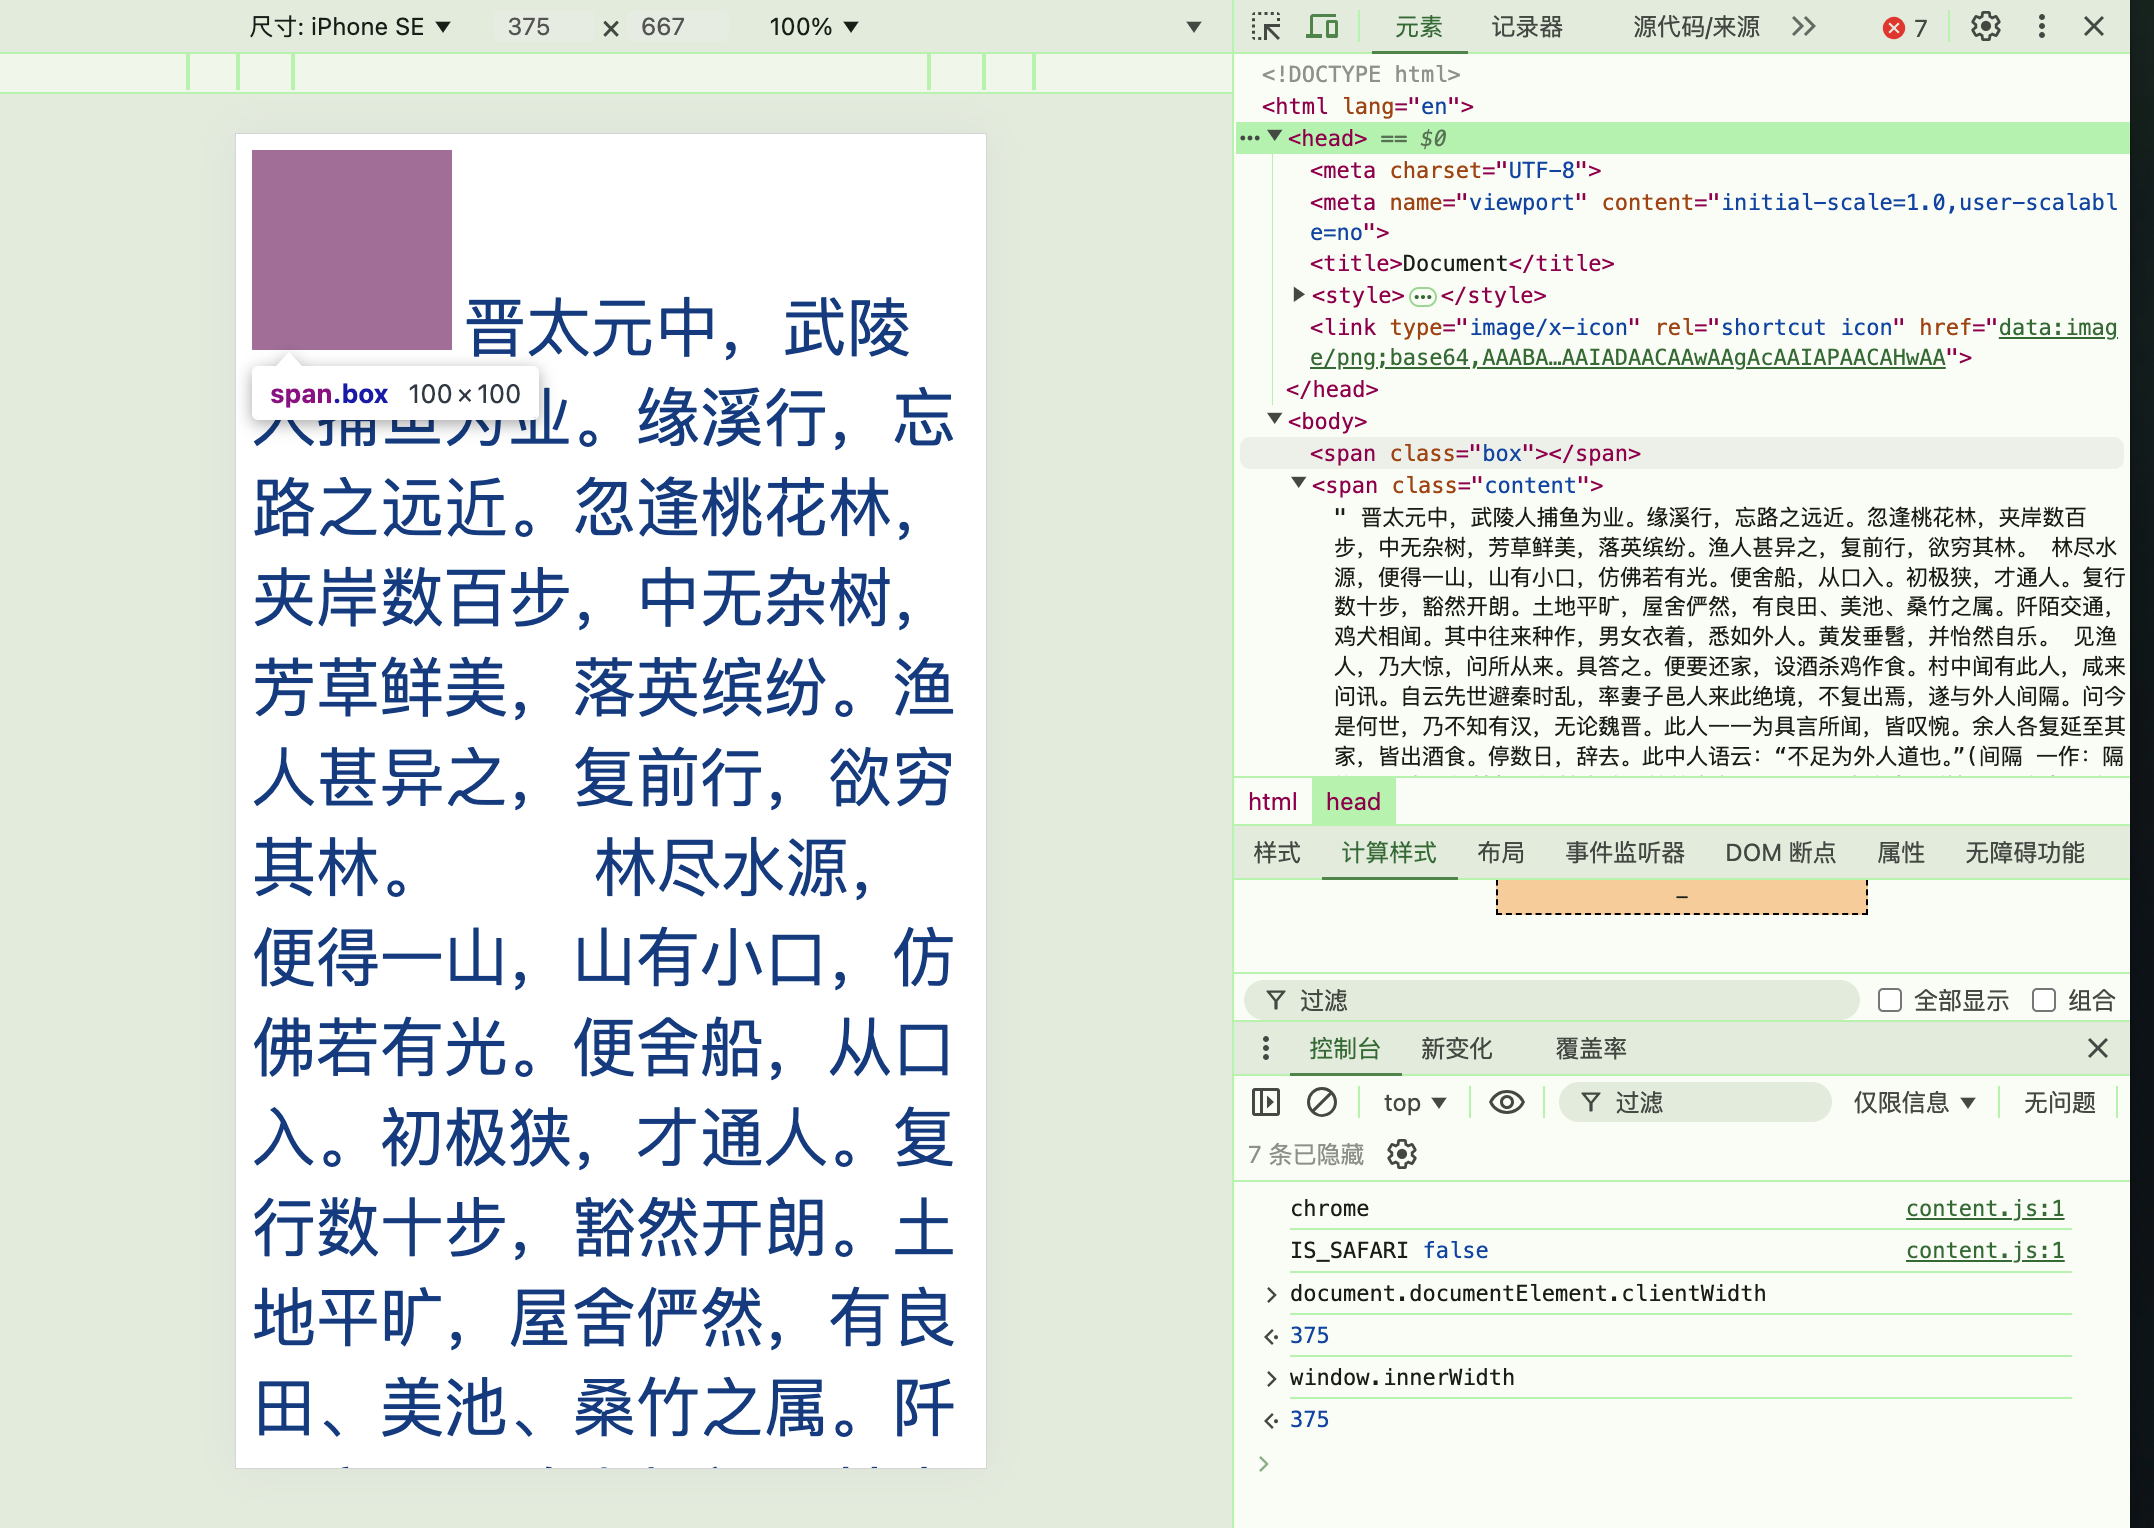 尺寸: iPhone SE ▼ 375 × 667 100% ▼
晋太元中，武陵
span.box 100×100
人捕鱼为业。缘溪行，忘
路之远近。忽逢桃花林，
夹岸数百步，中无杂树，
芳草鲜美，落英缤纷。渔
人甚异之，复前行，欲穷
其林。 林尽水源，
便得一山，山有小口，仿
佛若有光。便舍船，从口
入。初极狭，才通人。复
行数十步，豁然开朗。土
地平旷，屋舍俨然，有良
田、美池、桑竹之属。阡
元素 记录器 源代码/来源 7
<!DOCTYPE html>
<html lang="en">
<head> == $0
<meta charset="UTF-8">
<meta name="viewport" content="initial-scale=1.0,user-scalabl
e=no">
<title>Document</title>
<style>…</style>
<link type="image/x-icon" rel="shortcut icon" href="data:imag
e/png;base64,AAABA…AAIADAACAAwAAgAcAAIAPAACAHwAA">
</head>
<body>
<span class="box"></span>
<span class="content">
" 晋太元中，武陵人捕鱼为业。缘溪行，忘路之远近。忽逢桃花林，夹岸数百
步，中无杂树，芳草鲜美，落英缤纷。渔人甚异之，复前行，欲穷其林。 林尽水
源，便得一山，山有小口，仿佛若有光。便舍船，从口入。初极狭，才通人。复行
数十步，豁然开朗。土地平旷，屋舍俨然，有良田、美池、桑竹之属。阡陌交通，
鸡犬相闻。其中往来种作，男女衣着，悉如外人。黄发垂髫，并怡然自乐。 见渔
人，乃大惊，问所从来。具答之。便要还家，设酒杀鸡作食。村中闻有此人，咸来
问讯。自云先世避秦时乱，率妻子邑人来此绝境，不复出焉，遂与外人间隔。问今
是何世，乃不知有汉，无论魏晋。此人一一为具言所闻，皆叹惋。余人各复延至其
家，皆出酒食。停数日，辞去。此中人语云：“不足为外人道也。”(间隔 一作：隔
html head
样式 计算样式 布局 事件监听器 DOM 断点 属性 无障碍功能
–
过滤 全部显示 组合
控制台 新变化 覆盖率
top ▼ 过滤 仅限信息 ▼ 无问题
7 条已隐藏
chrome content.js:1
IS_SAFARI false content.js:1
document.documentElement.clientWidth
375
window.innerWidth
375